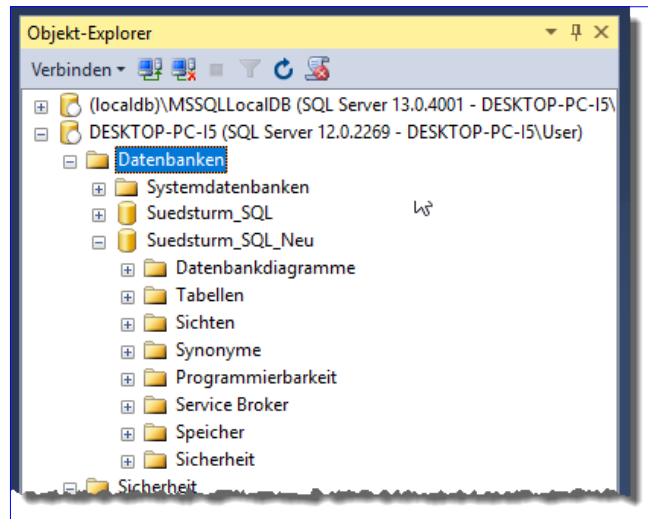 Objekt-Explorer
Verbinden
(localdb)\MSSQLLocalDB (SQL Server 13.0.4001 - DESKTOP-PC-I5\
DESKTOP-PC-I5 (SQL Server 12.0.2269 - DESKTOP-PC-I5\User)
Datenbanken
Systemdatenbanken
Suedsturm_SQL
Suedsturm_SQL_Neu
Datenbankdiagramme
Tabellen
Sichten
Synonyme
Programmierbarkeit
Service Broker
Speicher
Sicherheit
Sicherheit